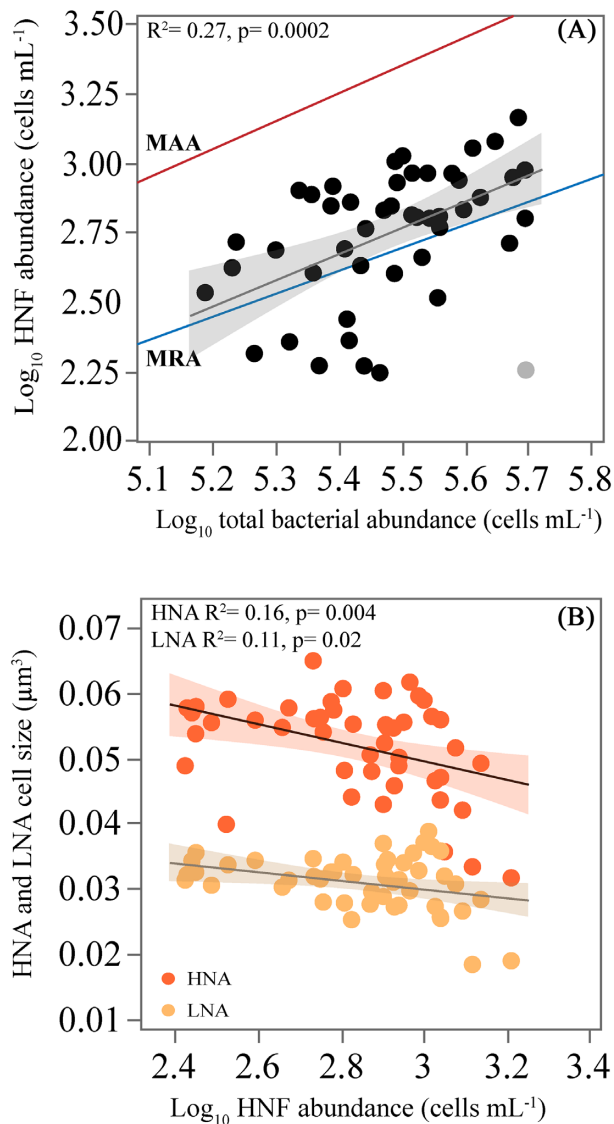 R²= 0.27, p= 0.0002
(A)
Log₁₀ HNF abundance (cells mL⁻¹)
3.50
3.25
3.00
2.75
2.50
2.25
2.00
MAA
MRA
5.1 5.2 5.3 5.4 5.5 5.6 5.7 5.8
Log₁₀ total bacterial abundance (cells mL⁻¹)
HNA R²= 0.16, p= 0.004
(B)
LNA R²= 0.11, p= 0.02
HNA and LNA cell size (µm³)
0.07
0.06
0.05
0.04
0.03
0.02
0.01
HNA
LNA
2.4 2.6 2.8 3 3.2 3.4
Log₁₀ HNF abundance (cells mL⁻¹)